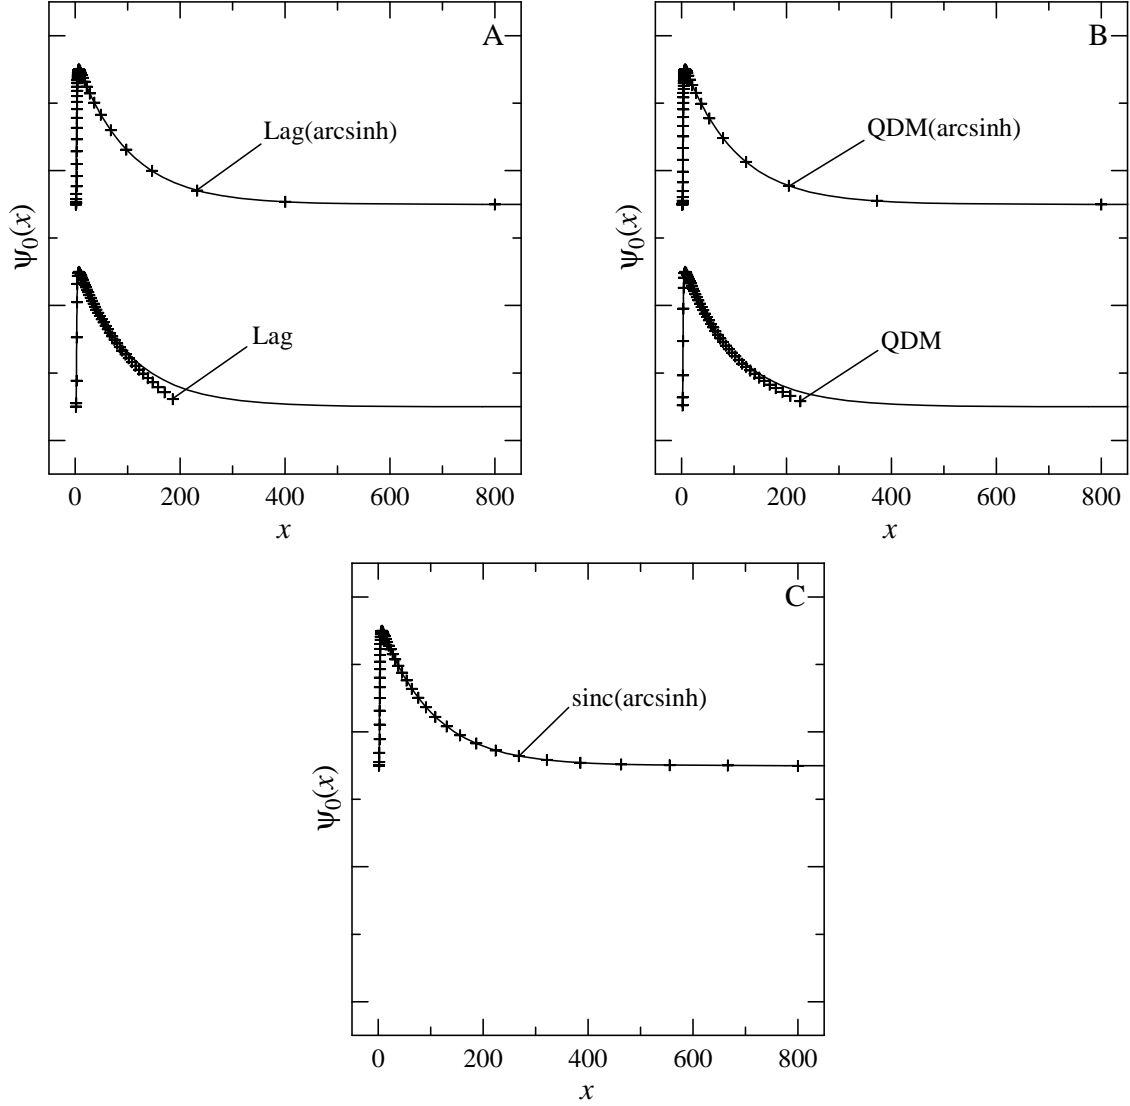 A
Lag(arcsinh)
Lag
ψ0(x)
0 200 400 600 800
x
B
QDM(arcsinh)
QDM
ψ0(x)
0 200 400 600 800
x
C
sinc(arcsinh)
ψ0(x)
0 200 400 600 800
x